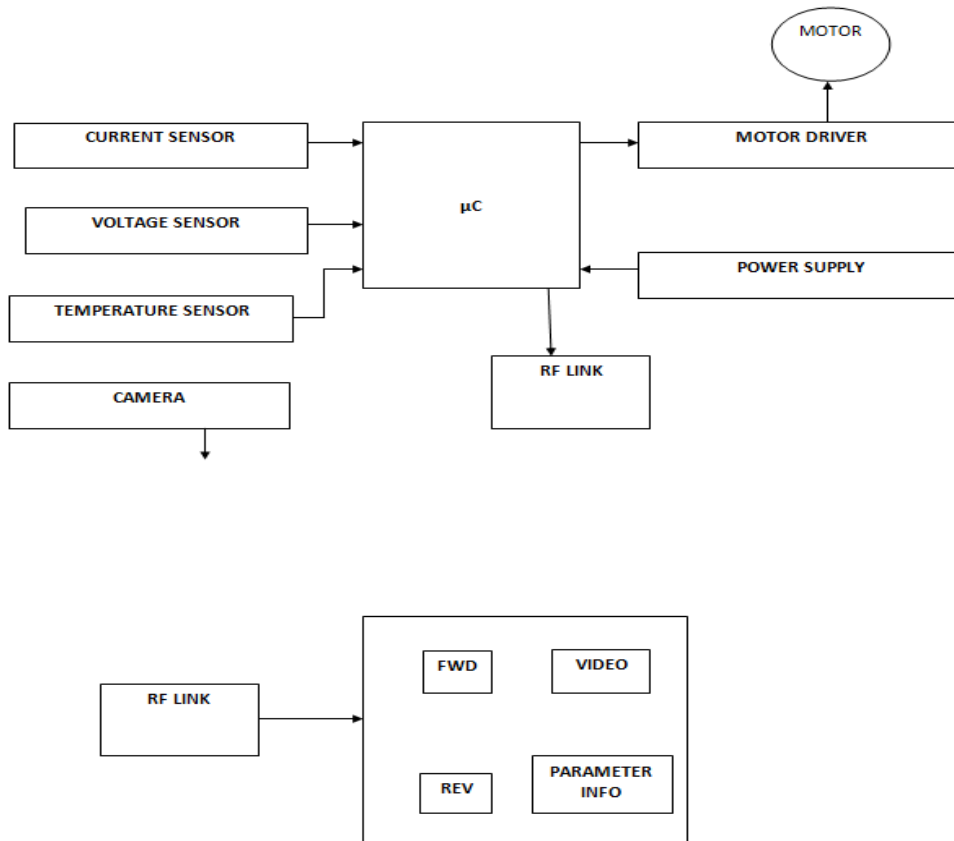 MOTOR
CURRENT SENSOR
MOTOR DRIVER
µC
VOLTAGE SENSOR
POWER SUPPLY
TEMPERATURE SENSOR
RF LINK
CAMERA
FWD
VIDEO
RF LINK
REV
PARAMETER
INFO